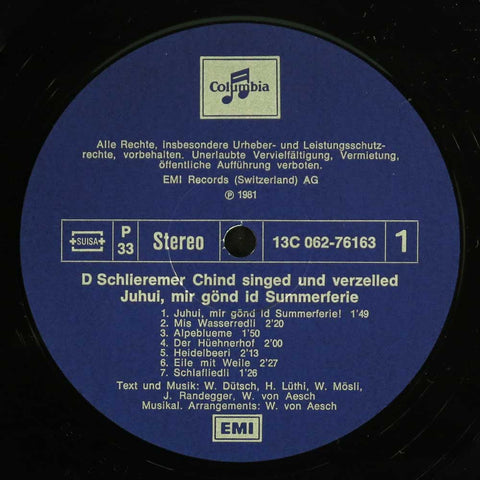 Columbia
Alle Rechte, insbesondere Urheber- und Leistungsschutz-
rechte, vorbehalten. Unerlaubte Vervielfältigung, Vermietung,
öffentliche Aufführung verboten.
EMI Records (Switzerland) AG
Ⓟ 1981
+SUISA+ P 33 Stereo 13C 062-76163 1
D Schlieremer Chind singed und verzelled
Juhui, mir gönd id Summerferie
1. Juhui, mir gönd id Summerferie! 1'49
2. Mis Wasserredli 2'20
3. Alpeblueme 1'50
4. Der Hüehnerhof 2'00
5. Heidelbeeri 2'13
6. Eile mit Weile 2'27
7. Schlafliedli 1'26
Text und Musik: W. Dütsch, H. Lüthi, W. Mösli,
J. Randegger, W. von Aesch
Musikal. Arrangements: W. von Aesch
EMI